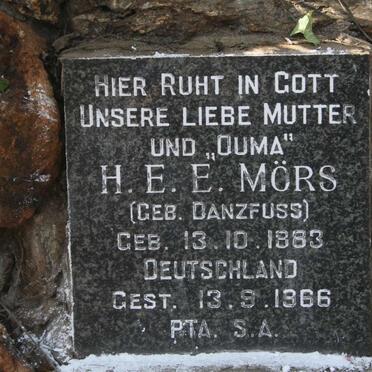 HIER RUHT IN GOTT
UNSERE LIEBE MUTTER
UND „OUMA"
H. E. E. MÖRS
(GEB. DANZFUSS)
GEB. 13.10.1883
DEUTSCHLAND
GEST. 13.9.1966
PTA. S.A.